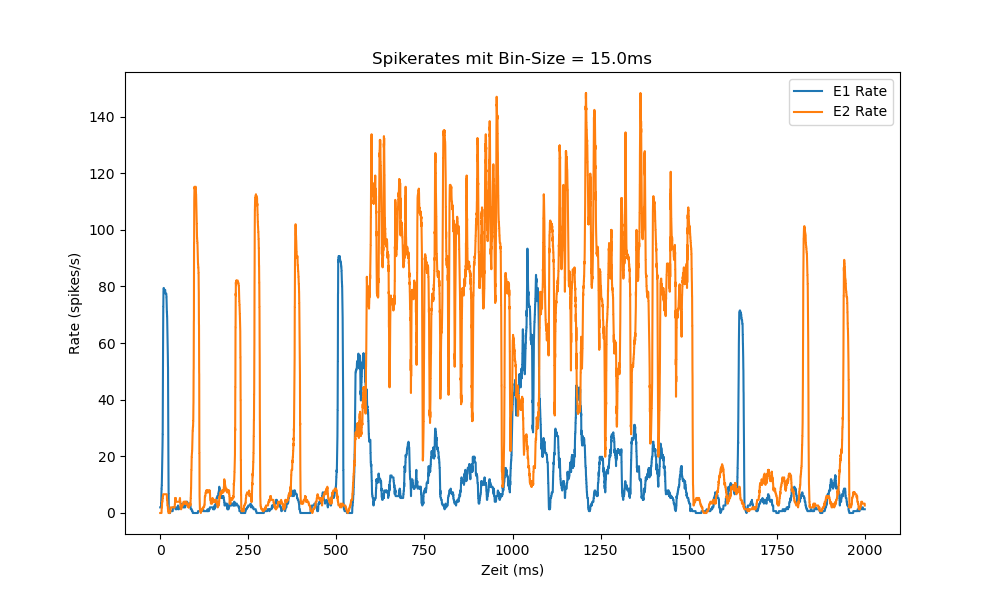 Spikerates mit Bin-Size = 15.0ms
E1 Rate
E2 Rate
Rate (spikes/s)
140
120
100
80
60
40
20
0
0 250 500 750 1000 1250 1500 1750 2000
Zeit (ms)